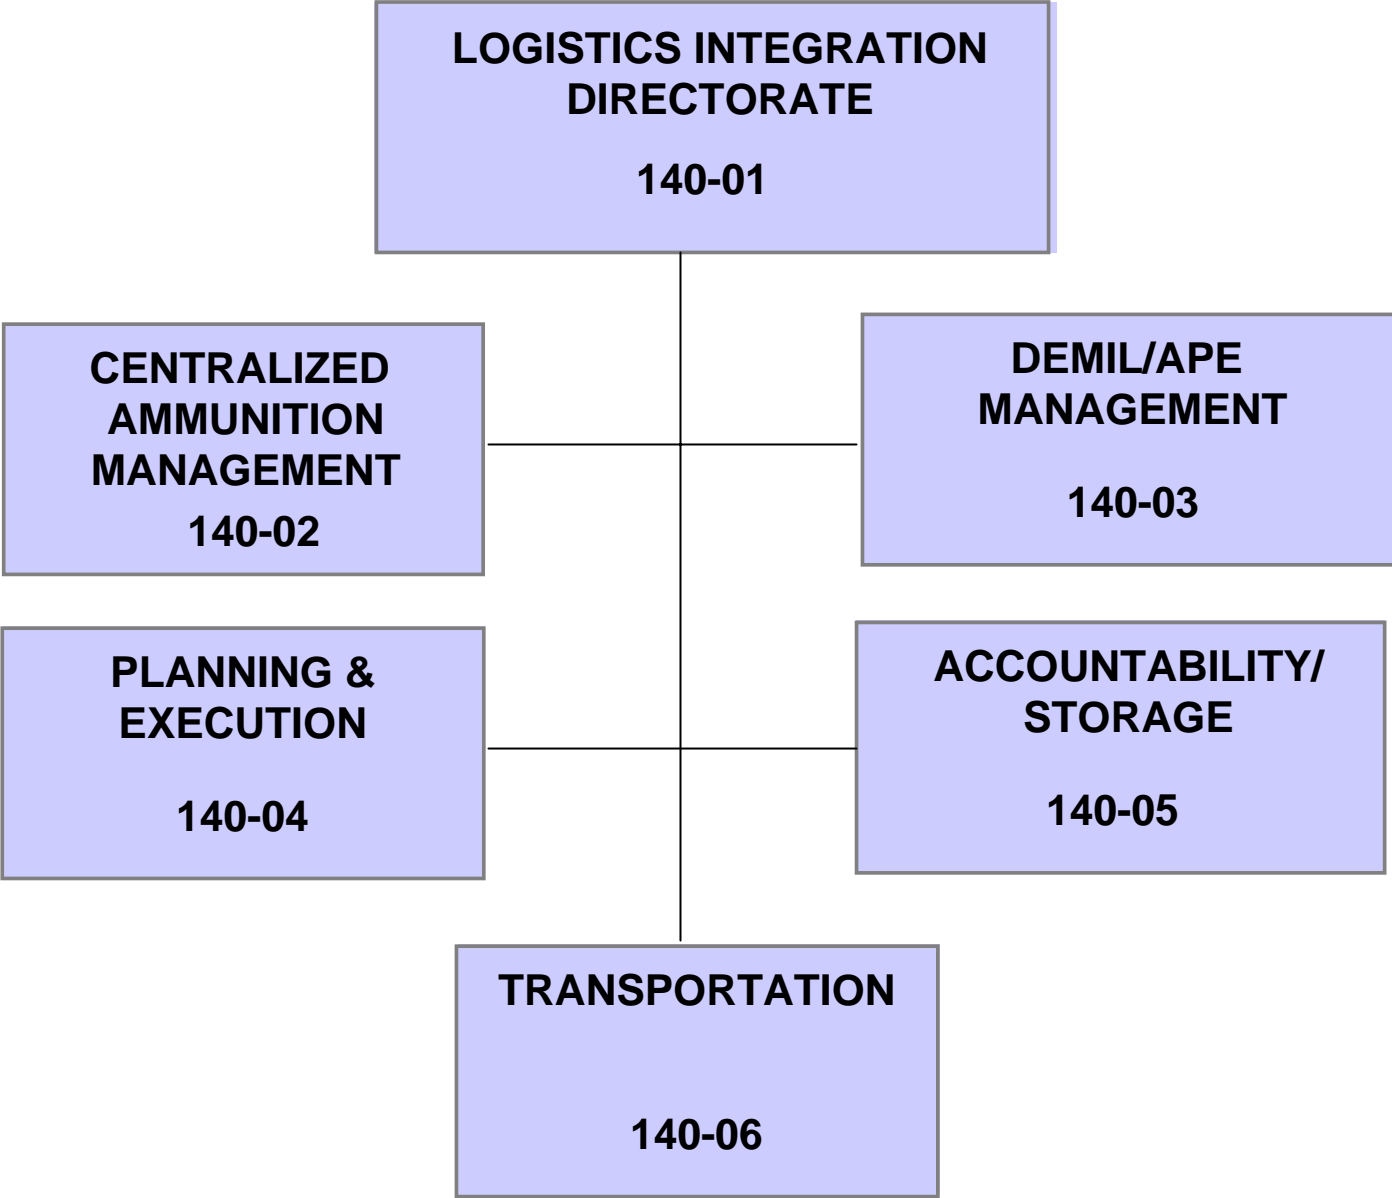 LOGISTICS INTEGRATION
DIRECTORATE
140-01
CENTRALIZED
AMMUNITION
MANAGEMENT
140-02
DEMIL/APE
MANAGEMENT
140-03
PLANNING &
EXECUTION
140-04
ACCOUNTABILITY/
STORAGE
140-05
TRANSPORTATION
140-06